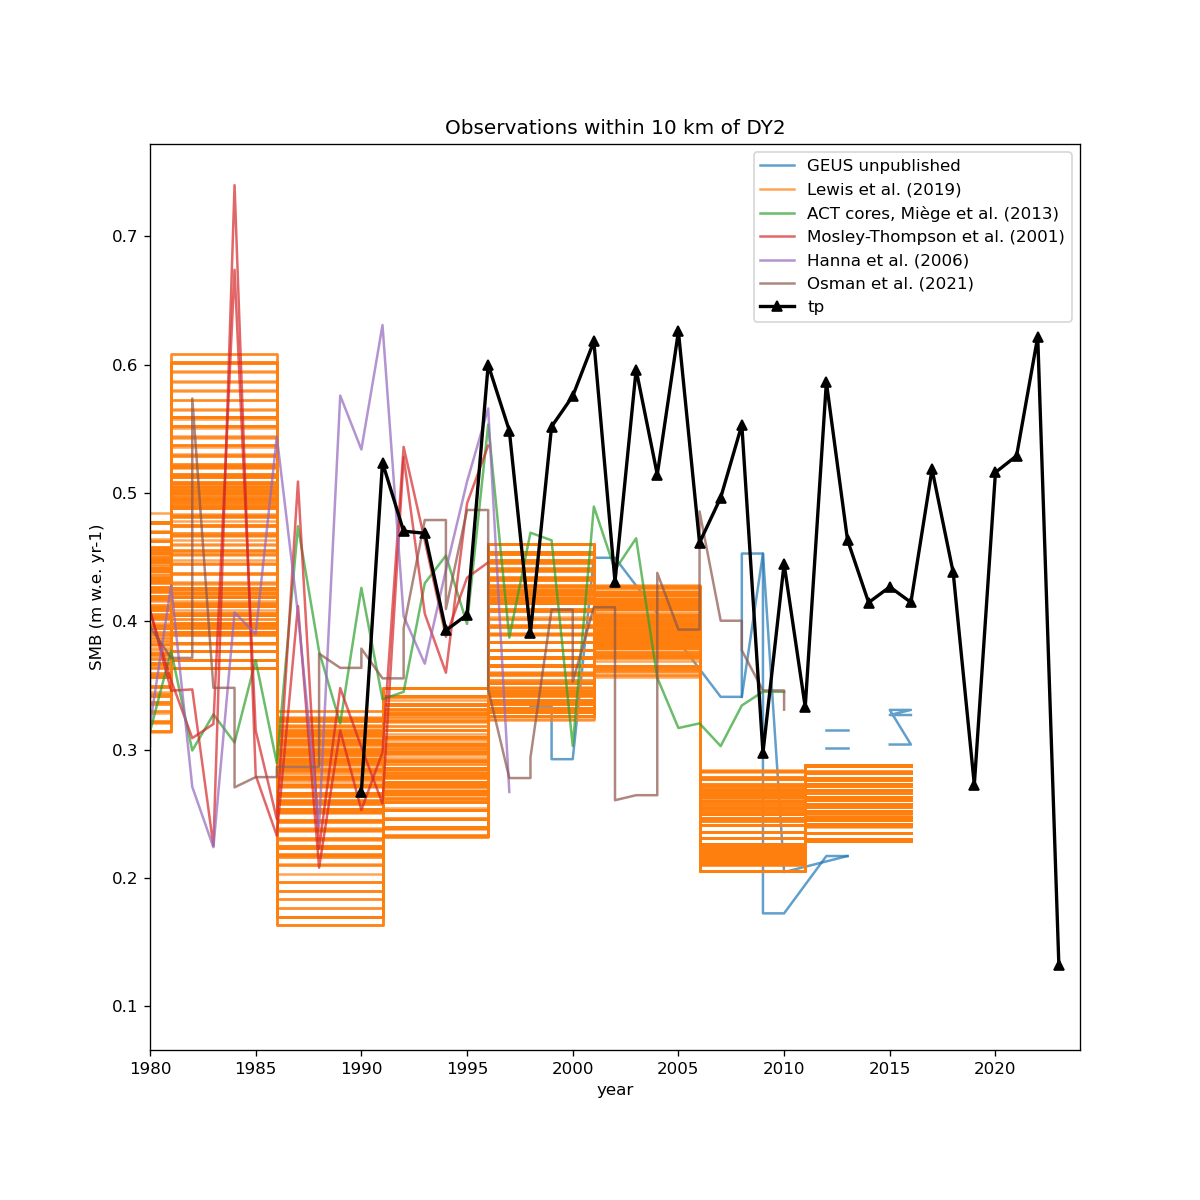 Observations within 10 km of DY2
GEUS unpublished
Lewis et al. (2019)
ACT cores, Miège et al. (2013)
Mosley-Thompson et al. (2001)
Hanna et al. (2006)
Osman et al. (2021)
tp
SMB (m w.e. yr-1)
0.7
0.6
0.5
0.4
0.3
0.2
0.1
1980 1985 1990 1995 2000 2005 2010 2015 2020
year